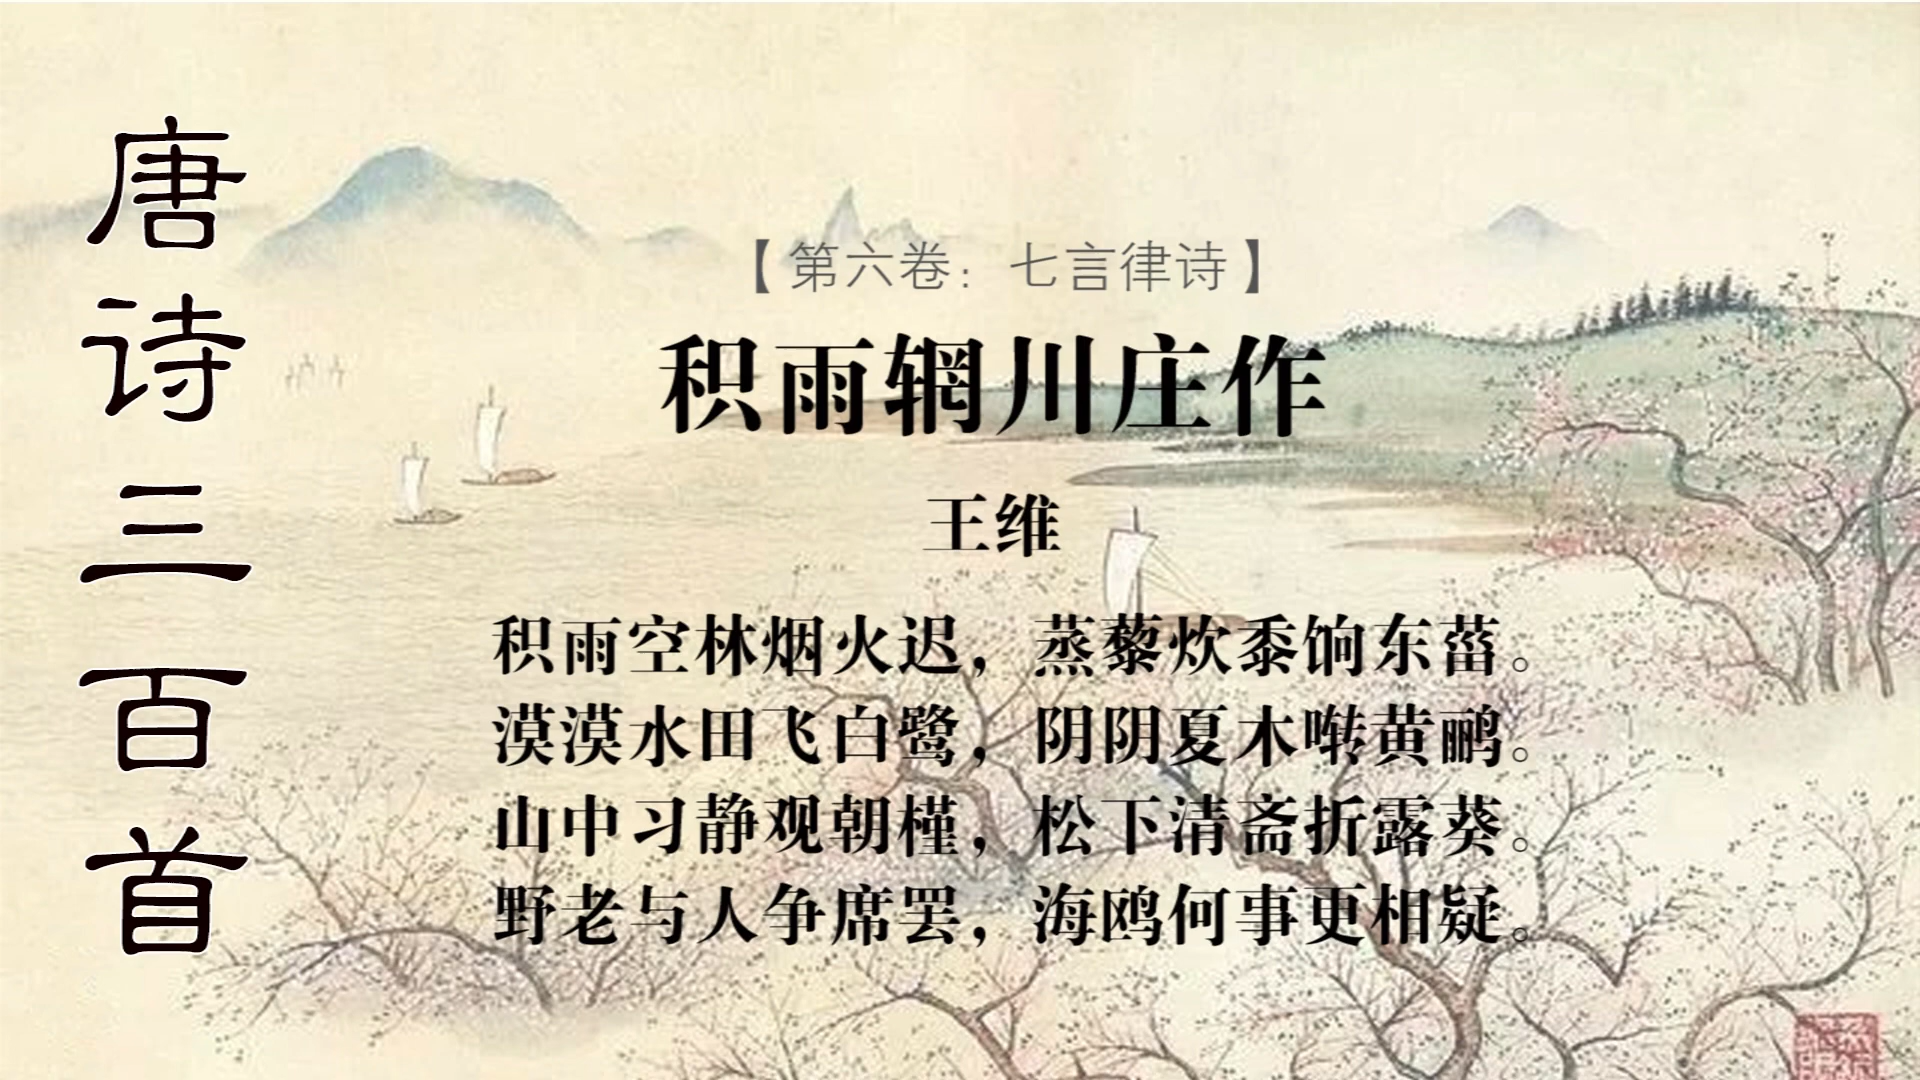 唐诗三百首
【第六卷：七言律诗】
积雨辋川庄作
王维
积雨空林烟火迟，蒸藜炊黍饷东菑。
漠漠水田飞白鹭，阴阴夏木啭黄鹂。
山中习静观朝槿，松下清斋折露葵。
野老与人争席罢，海鸥何事更相疑。